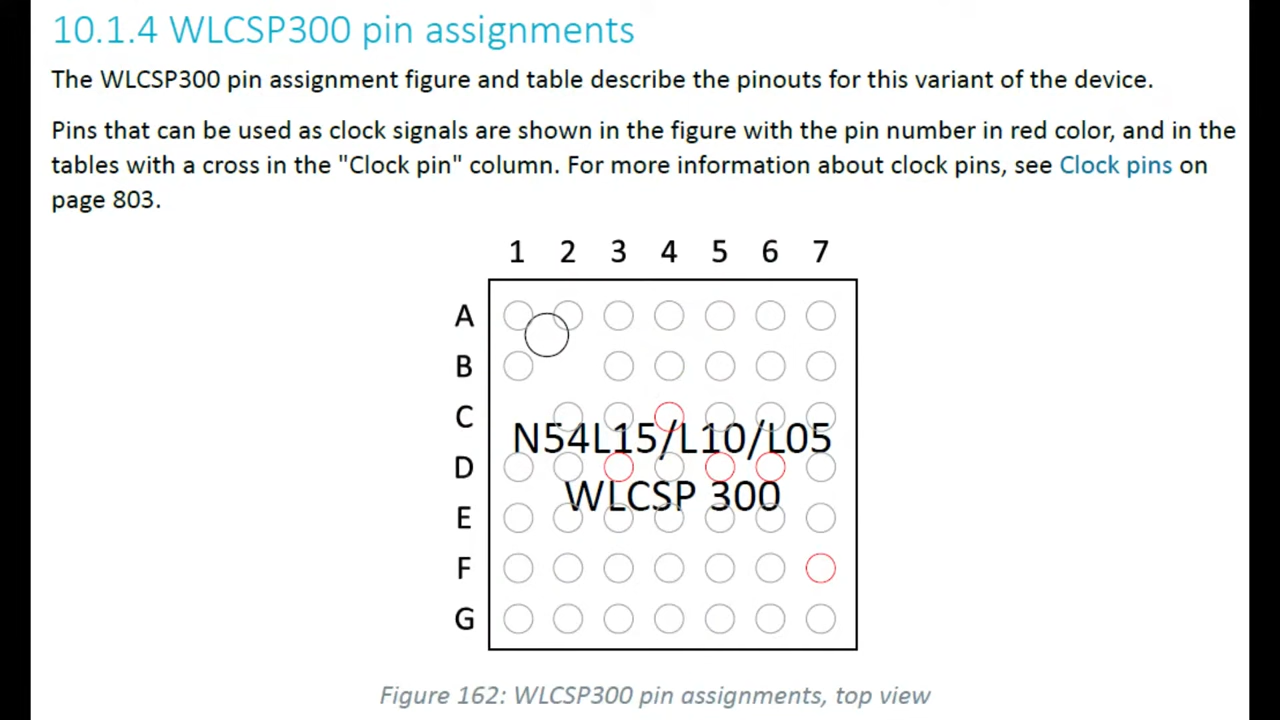 10.1.4 WLCSP300 pin assignments
The WLCSP300 pin assignment figure and table describe the pinouts for this variant of the device.
Pins that can be used as clock signals are shown in the figure with the pin number in red color, and in the
tables with a cross in the "Clock pin" column. For more information about clock pins, see Clock pins on
page 803.
1 2 3 4 5 6 7
A
B
C
N54L15/L10/L05
D
WLCSP 300
E
F
G
Figure 162: WLCSP300 pin assignments, top view